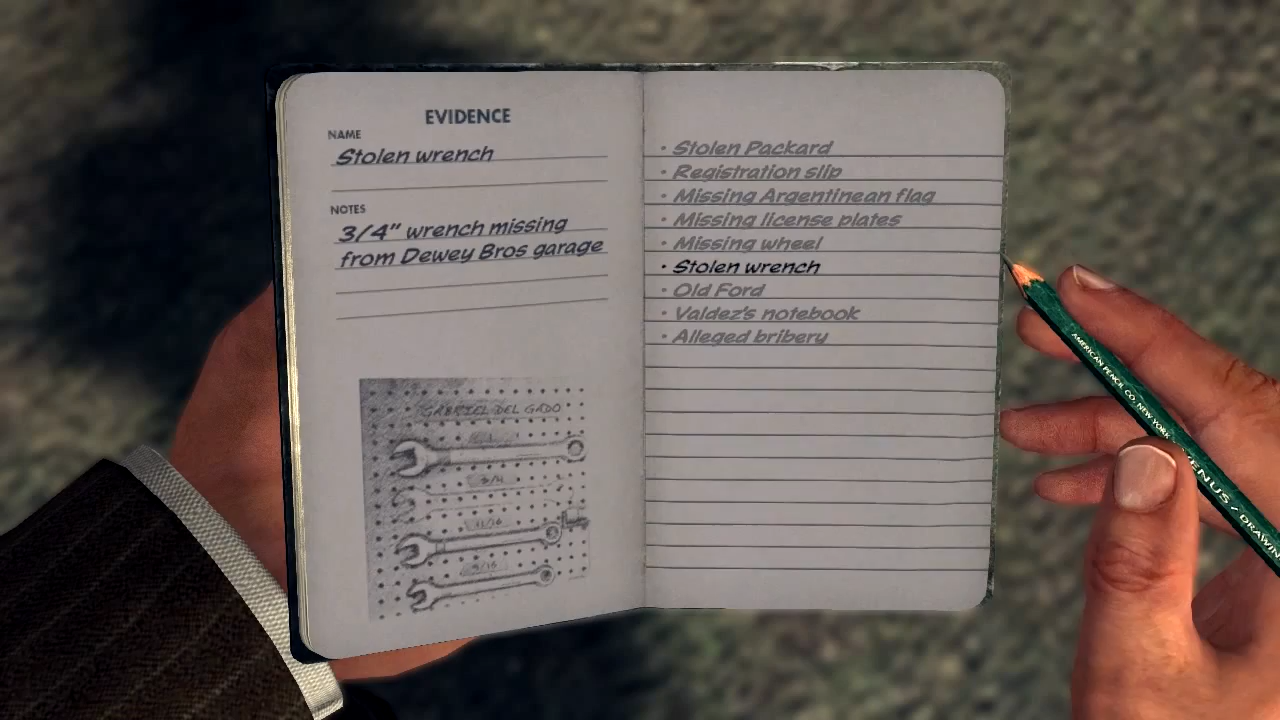 EVIDENCE
NAME
Stolen wrench
NOTES
3/4" wrench missing
from Dewey Bros garage
GABRIEL DEL GADO
3/4
11/16
9/16
• Stolen Packard
• Registration slip
• Missing Argentinean flag
• Missing license plates
• Missing wheel
• Stolen wrench
• Old Ford
• Valdez's notebook
• Alleged bribery
AMERICAN PENCIL CO. NEW YORK
VENUS / DRAWIN